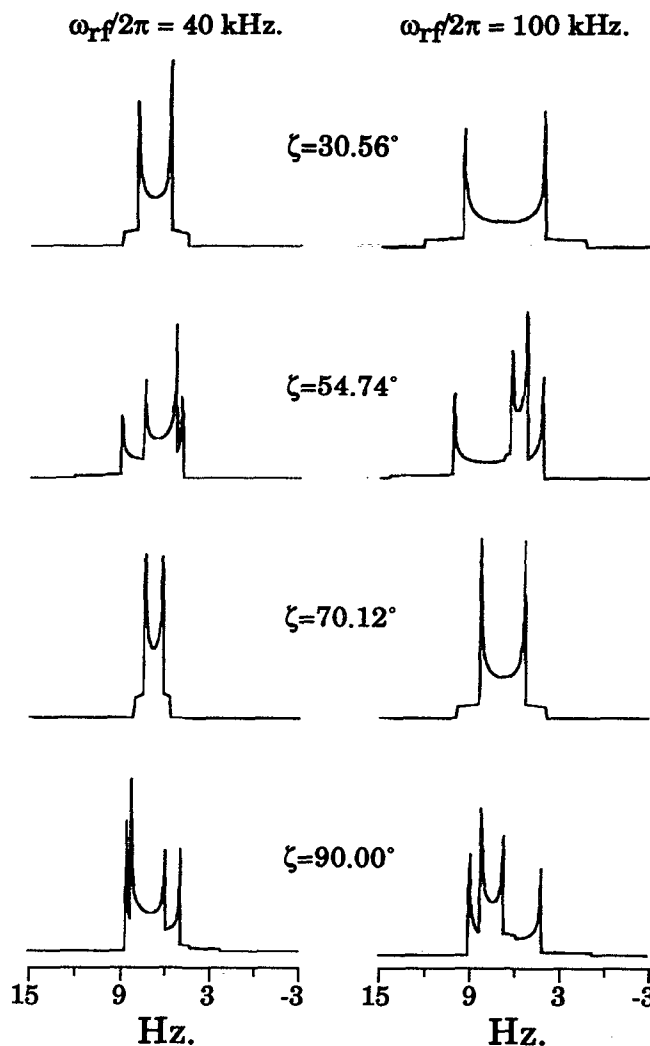 ωrf/2π = 40 kHz. ωrf/2π = 100 kHz.
ζ=30.56°
ζ=54.74°
ζ=70.12°
ζ=90.00°
15 9 3 -3 15 9 3 -3
Hz. Hz.